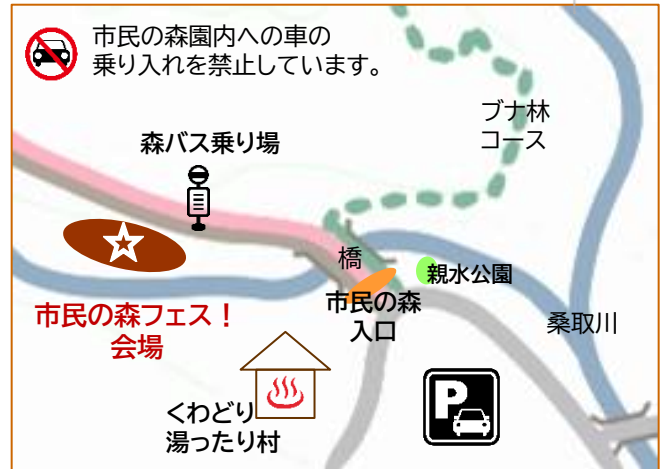 市民の森園内への車の
乗り入れを禁止しています。
ブナ林
コース
森バス乗り場
橋
親水公園
市民の森
入口
市民の森フェス！
会場
桑取川
P
くわどり
湯ったり村